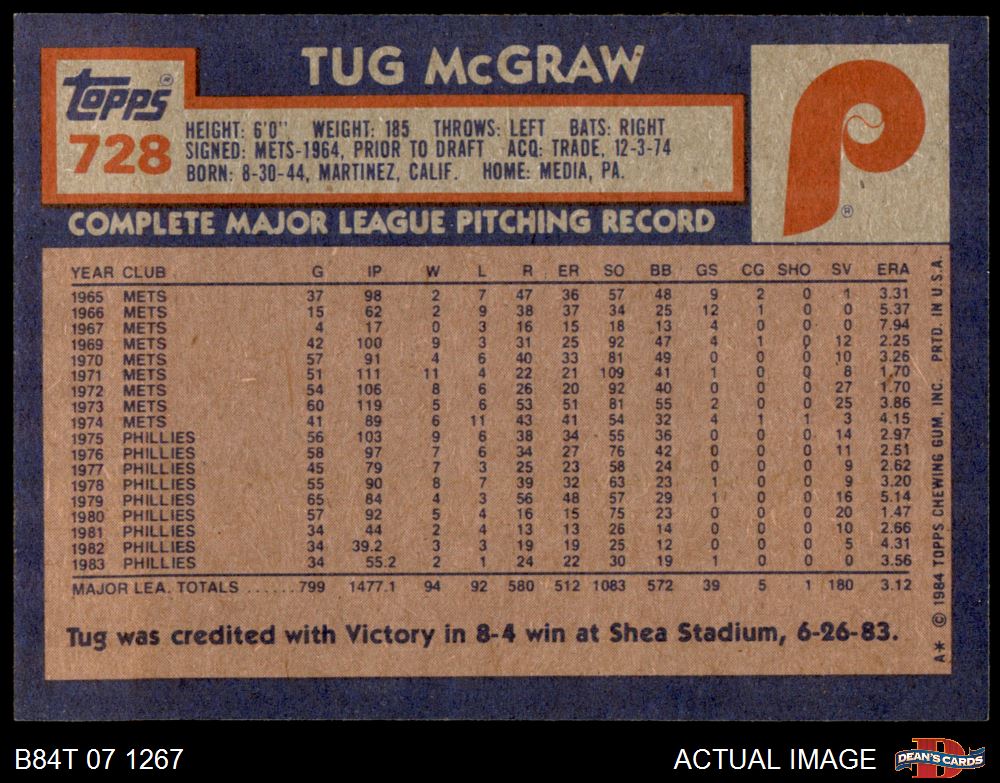 TUG McGRAW
Topps®
728
HEIGHT: 6'0" WEIGHT: 185 THROWS: LEFT BATS: RIGHT
SIGNED: METS-1964, PRIOR TO DRAFT ACQ: TRADE, 12-3-74
BORN: 8-30-44, MARTINEZ, CALIF. HOME: MEDIA, PA.
P ®
COMPLETE MAJOR LEAGUE PITCHING RECORD
YEAR CLUB G IP W L R ER SO BB GS CG SHO SV ERA
1965 METS 37 98 2 7 47 36 57 48 9 2 0 1 3.31
1966 METS 15 62 2 9 38 37 34 25 12 1 0 0 5.37
1967 METS 4 17 0 3 16 15 18 13 4 0 0 0 7.94
1969 METS 42 100 9 3 31 25 92 47 4 1 0 12 2.25
1970 METS 57 91 4 6 40 33 81 49 0 0 0 10 3.26
1971 METS 51 111 11 4 22 21 109 41 1 0 0 8 1.70
1972 METS 54 106 8 6 26 20 92 40 0 0 0 27 1.70
1973 METS 60 119 5 6 53 51 81 55 2 0 0 25 3.86
1974 METS 41 89 6 11 43 41 54 32 4 1 1 3 4.15
1975 PHILLIES 56 103 9 6 38 34 55 36 0 0 0 14 2.97
1976 PHILLIES 58 97 7 6 34 27 76 42 0 0 0 11 2.51
1977 PHILLIES 45 79 7 3 25 23 58 24 0 0 0 9 2.62
1978 PHILLIES 55 90 8 7 39 32 63 23 1 0 0 9 3.20
1979 PHILLIES 65 84 4 3 56 48 57 29 1 0 0 16 5.14
1980 PHILLIES 57 92 5 4 16 15 75 23 0 0 0 20 1.47
1981 PHILLIES 34 44 2 4 13 13 26 14 0 0 0 10 2.66
1982 PHILLIES 34 39.2 3 3 19 19 25 12 0 0 0 5 4.31
1983 PHILLIES 34 55.2 2 1 24 22 30 19 1 0 0 0 3.56
MAJOR LEA. TOTALS ......799 1477.1 94 92 580 512 1083 572 39 5 1 180 3.12
Tug was credited with Victory in 8-4 win at Shea Stadium, 6-26-83.
A* © 1984 TOPPS CHEWING GUM, INC. PRTD. IN U.S.A.
B84T 07 1267
ACTUAL IMAGE
D
DEAN'S CARDS